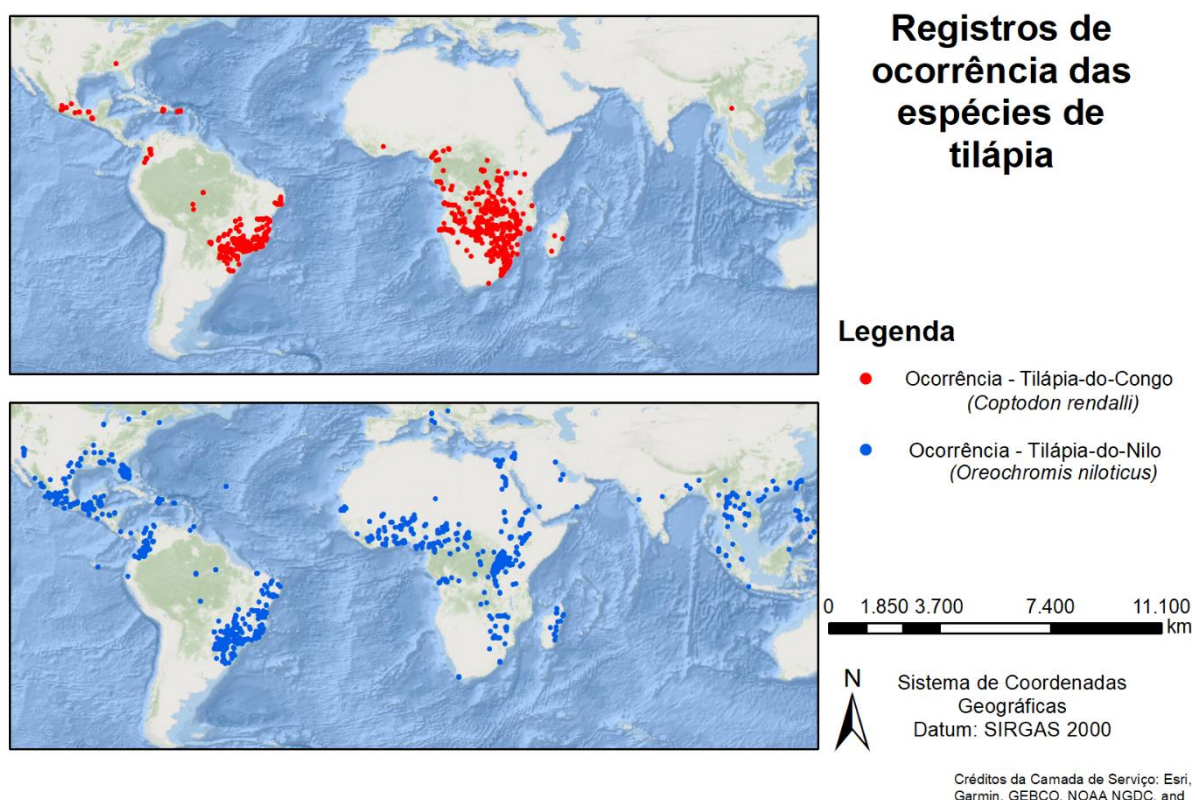 Registros de
ocorrência das
espécies de
tilápia
Legenda
Ocorrência - Tilápia-do-Congo
(Coptodon rendalli)
Ocorrência - Tilápia-do-Nilo
(Oreochromis niloticus)
0 1.850 3.700 7.400 11.100
km
N
Sistema de Coordenadas
Geográficas
Datum: SIRGAS 2000
Créditos da Camada de Serviço: Esri,
Garmin, GEBCO, NOAA NGDC, and